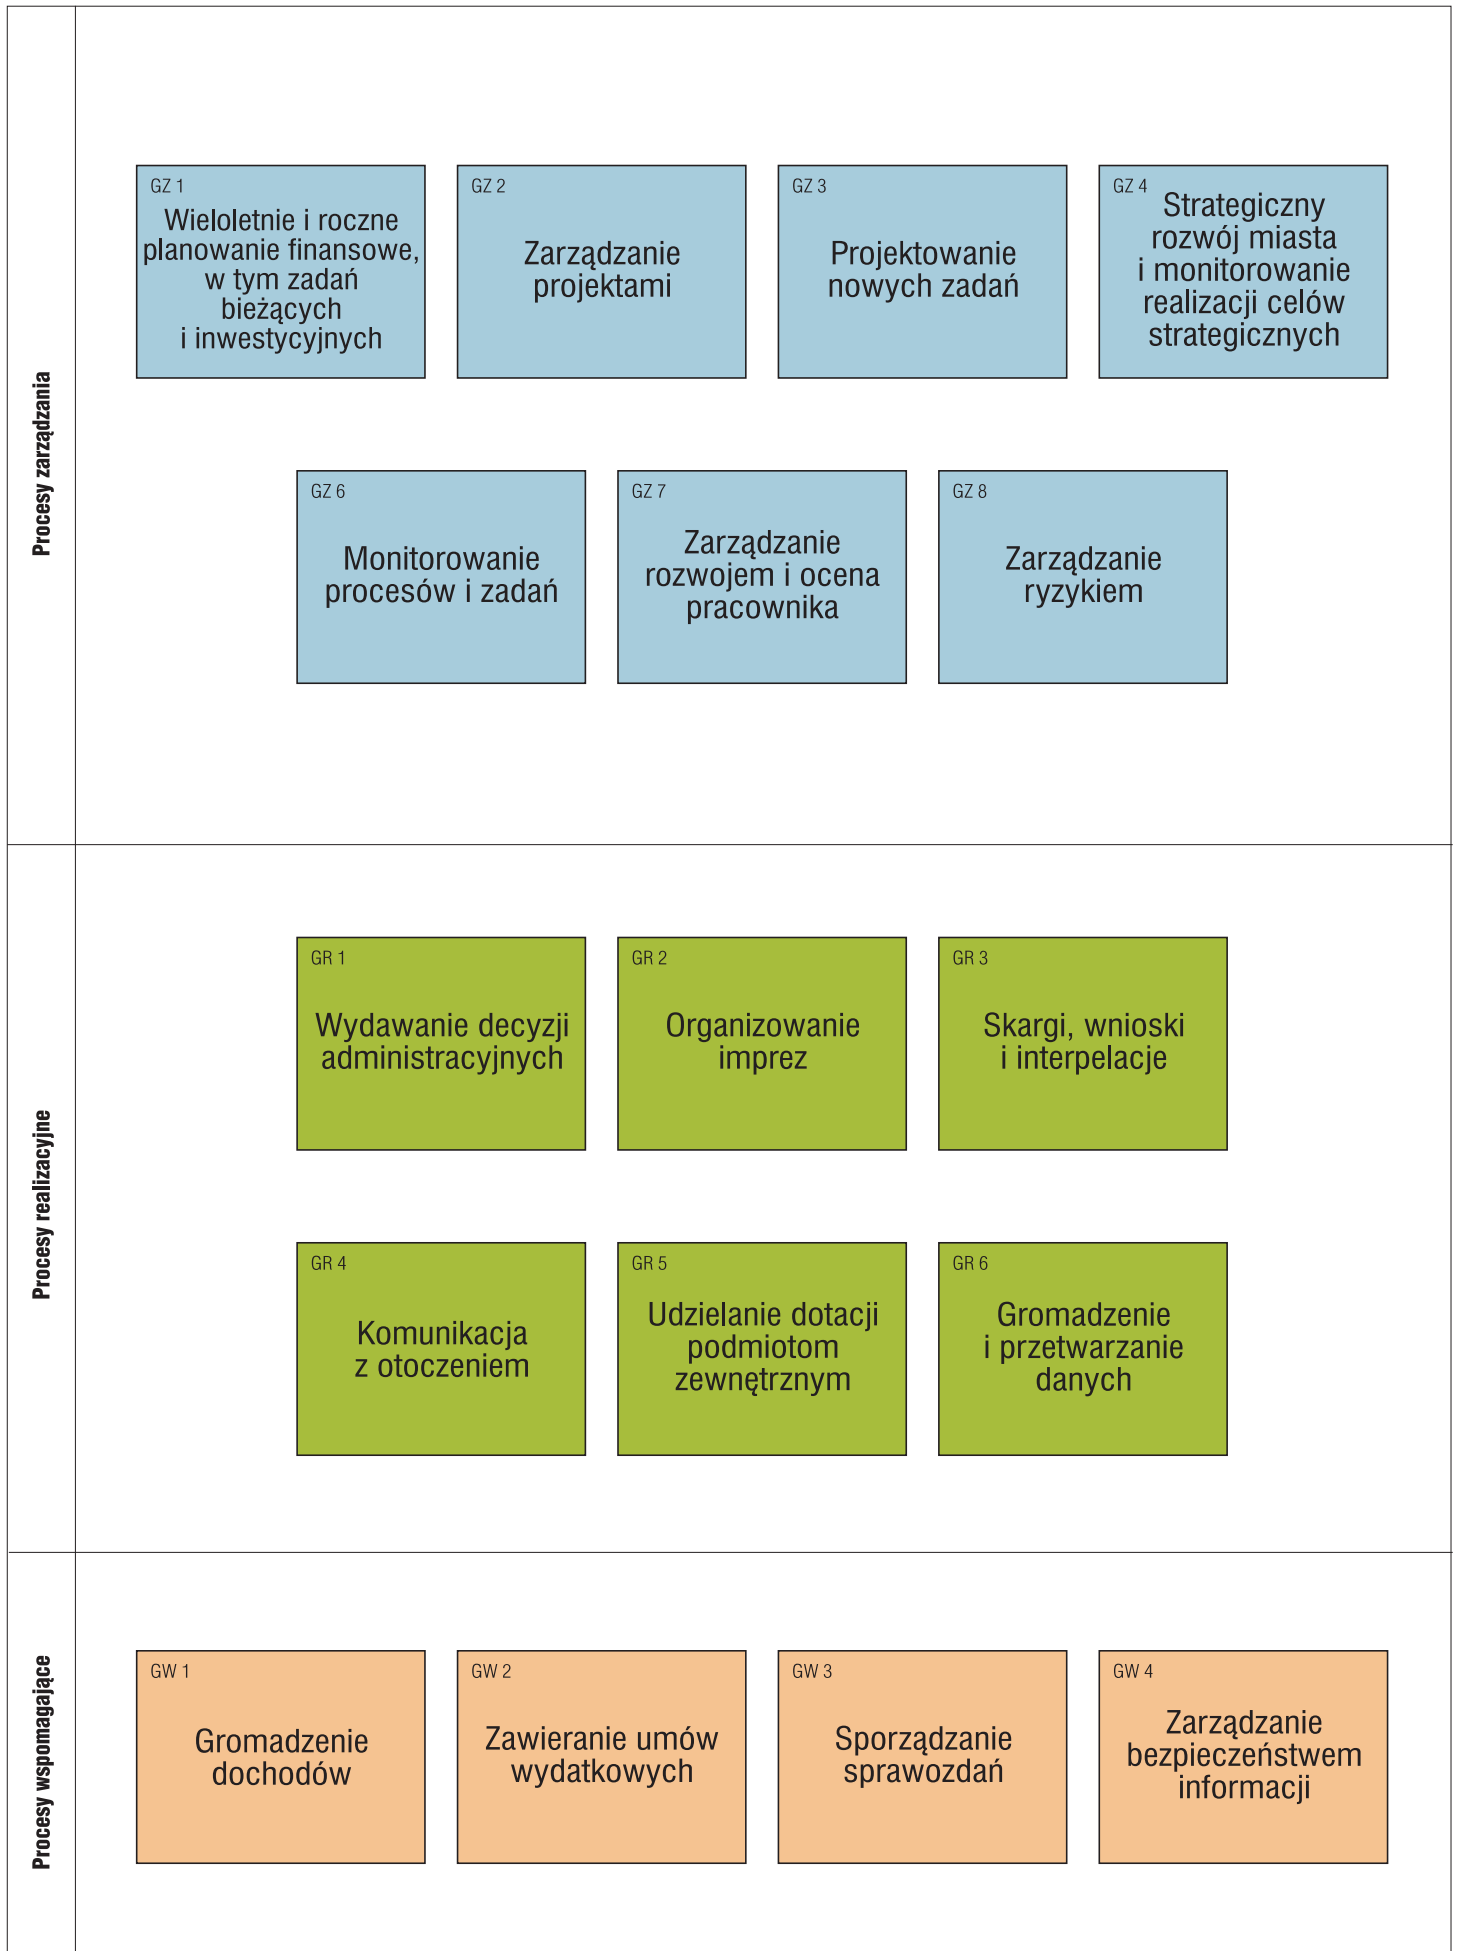 Procesy zarządzania
GZ 1
Wieloletnie i roczne
planowanie finansowe,
w tym zadań
bieżących
i inwestycyjnych
GZ 2
Zarządzanie
projektami
GZ 3
Projektowanie
nowych zadań
GZ 4
Strategiczny
rozwój miasta
i monitorowanie
realizacji celów
strategicznych
GZ 6
Monitorowanie
procesów i zadań
GZ 7
Zarządzanie
rozwojem i ocena
pracownika
GZ 8
Zarządzanie
ryzykiem
Procesy realizacyjne
GR 1
Wydawanie decyzji
administracyjnych
GR 2
Organizowanie
imprez
GR 3
Skargi, wnioski
i interpelacje
GR 4
Komunikacja
z otoczeniem
GR 5
Udzielanie dotacji
podmiotom
zewnętrznym
GR 6
Gromadzenie
i przetwarzanie
danych
Procesy wspomagające
GW 1
Gromadzenie
dochodów
GW 2
Zawieranie umów
wydatkowych
GW 3
Sporządzanie
sprawozdań
GW 4
Zarządzanie
bezpieczeństwem
informacji